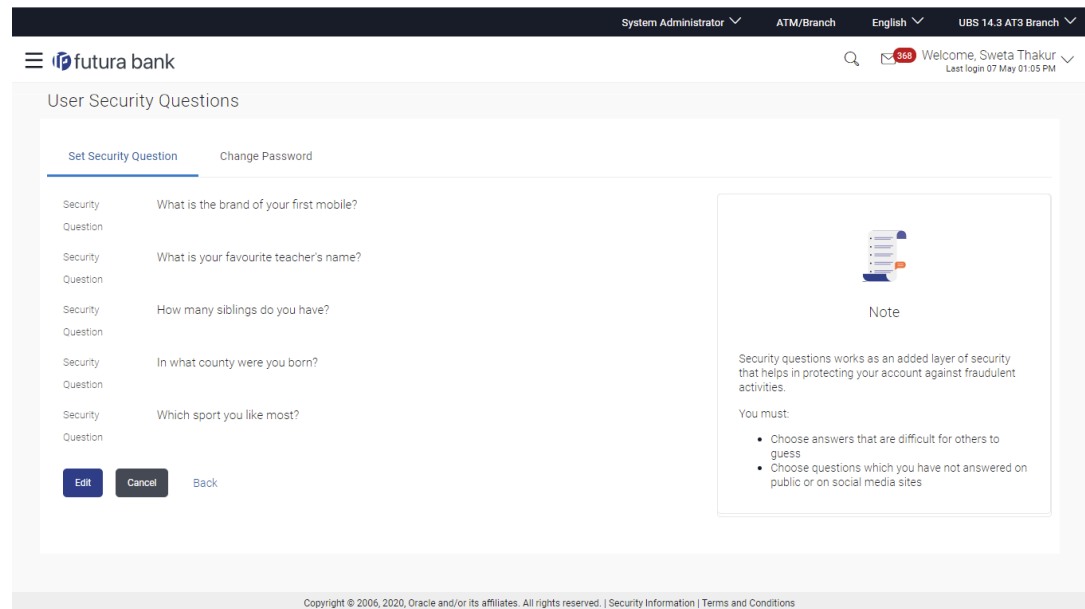 System Administrator ATM/Branch English UBS 14.3 AT3 Branch
futura bank
368 Welcome, Sweta Thakur
Last login 07 May 01:05 PM
User Security Questions
Set Security Question Change Password
Security Question What is the brand of your first mobile?
Security Question What is your favourite teacher's name?
Security Question How many siblings do you have?
Security Question In what county were you born?
Security Question Which sport you like most?
Edit Cancel Back
Note
Security questions works as an added layer of security
that helps in protecting your account against fraudulent
activities.
You must:
Choose answers that are difficult for others to
guess
Choose questions which you have not answered on
public or on social media sites
Copyright © 2006, 2020, Oracle and/or its affiliates. All rights reserved. | Security Information | Terms and Conditions